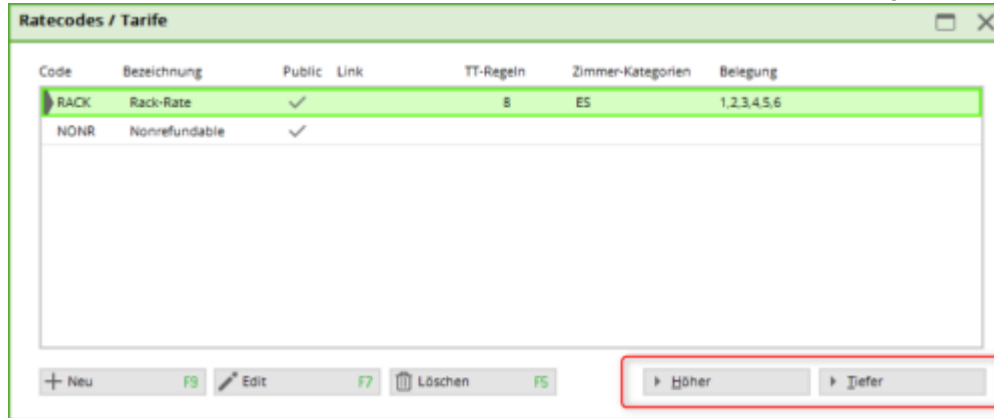 Ratecodes / Tarife
Code Bezeichnung Public Link TT-Regeln Zimmer-Kategorien Belegung
RACK Rack-Rate 8 ES 1,2,3,4,5,6
NONR Nonrefundable
Neu F9 Edit F7 Löschen F5 Höher Tiefer